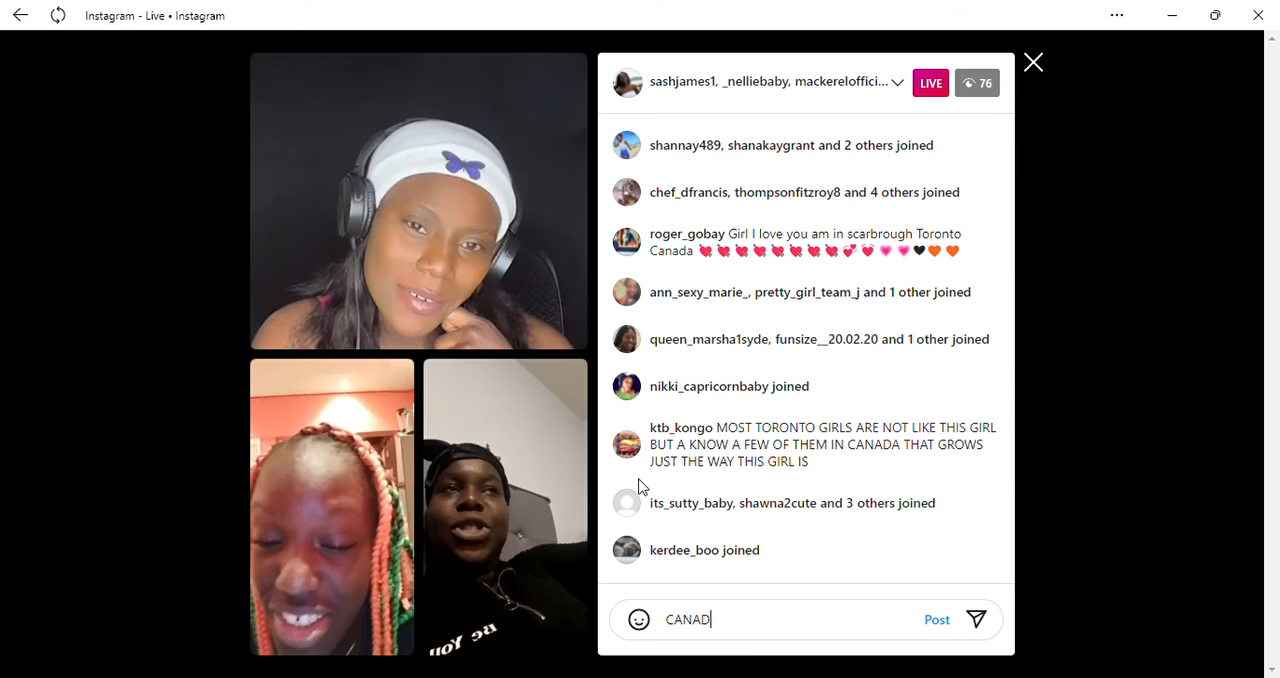 Instagram - Live • Instagram
sashjames1, _nelliebaby, mackereloffici...
LIVE
76
shannay489, shanakaygrant and 2 others joined
chef_dfrancis, thompsonfitzroy8 and 4 others joined
roger_gobay Girl I love you am in scarbrough Toronto
Canada 💘 💘 💘 💘 💘 💘 💘 💘 💞 💓 💗 💗 🖤 🧡 🧡
ann_sexy_marie_, pretty_girl_team_j and 1 other joined
queen_marsha1syde, funsize__20.02.20 and 1 other joined
nikki_capricornbaby joined
ktb_kongo MOST TORONTO GIRLS ARE NOT LIKE THIS GIRL
BUT A KNOW A FEW OF THEM IN CANADA THAT GROWS
JUST THE WAY THIS GIRL IS
its_sutty_baby, shawna2cute and 3 others joined
kerdee_boo joined
CANAD
Post
Be You